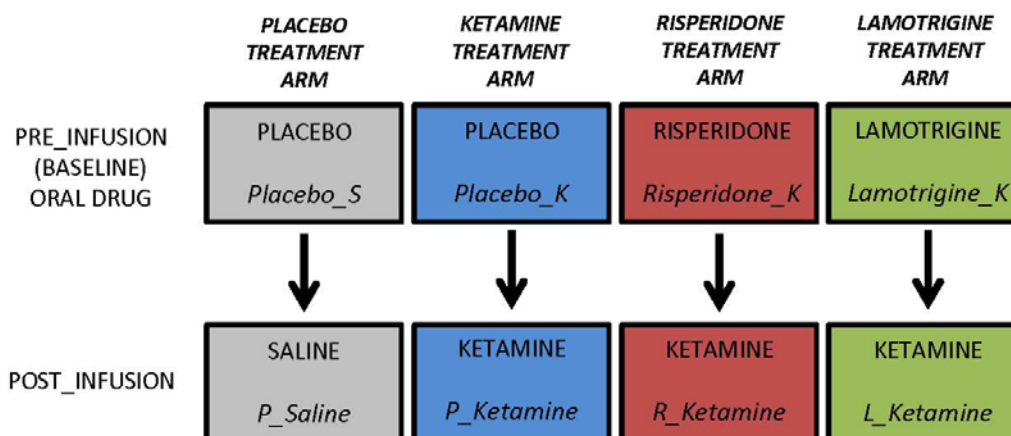 PLACEBO
TREATMENT
ARM
KETAMINE
TREATMENT
ARM
RISPERIDONE
TREATMENT
ARM
LAMOTRIGINE
TREATMENT
ARM
PRE_INFUSION
(BASELINE)
ORAL DRUG
PLACEBO
Placebo_S
PLACEBO
Placebo_K
RISPERIDONE
Risperidone_K
LAMOTRIGINE
Lamotrigine_K
POST_INFUSION
SALINE
P_Saline
KETAMINE
P_Ketamine
KETAMINE
R_Ketamine
KETAMINE
L_Ketamine